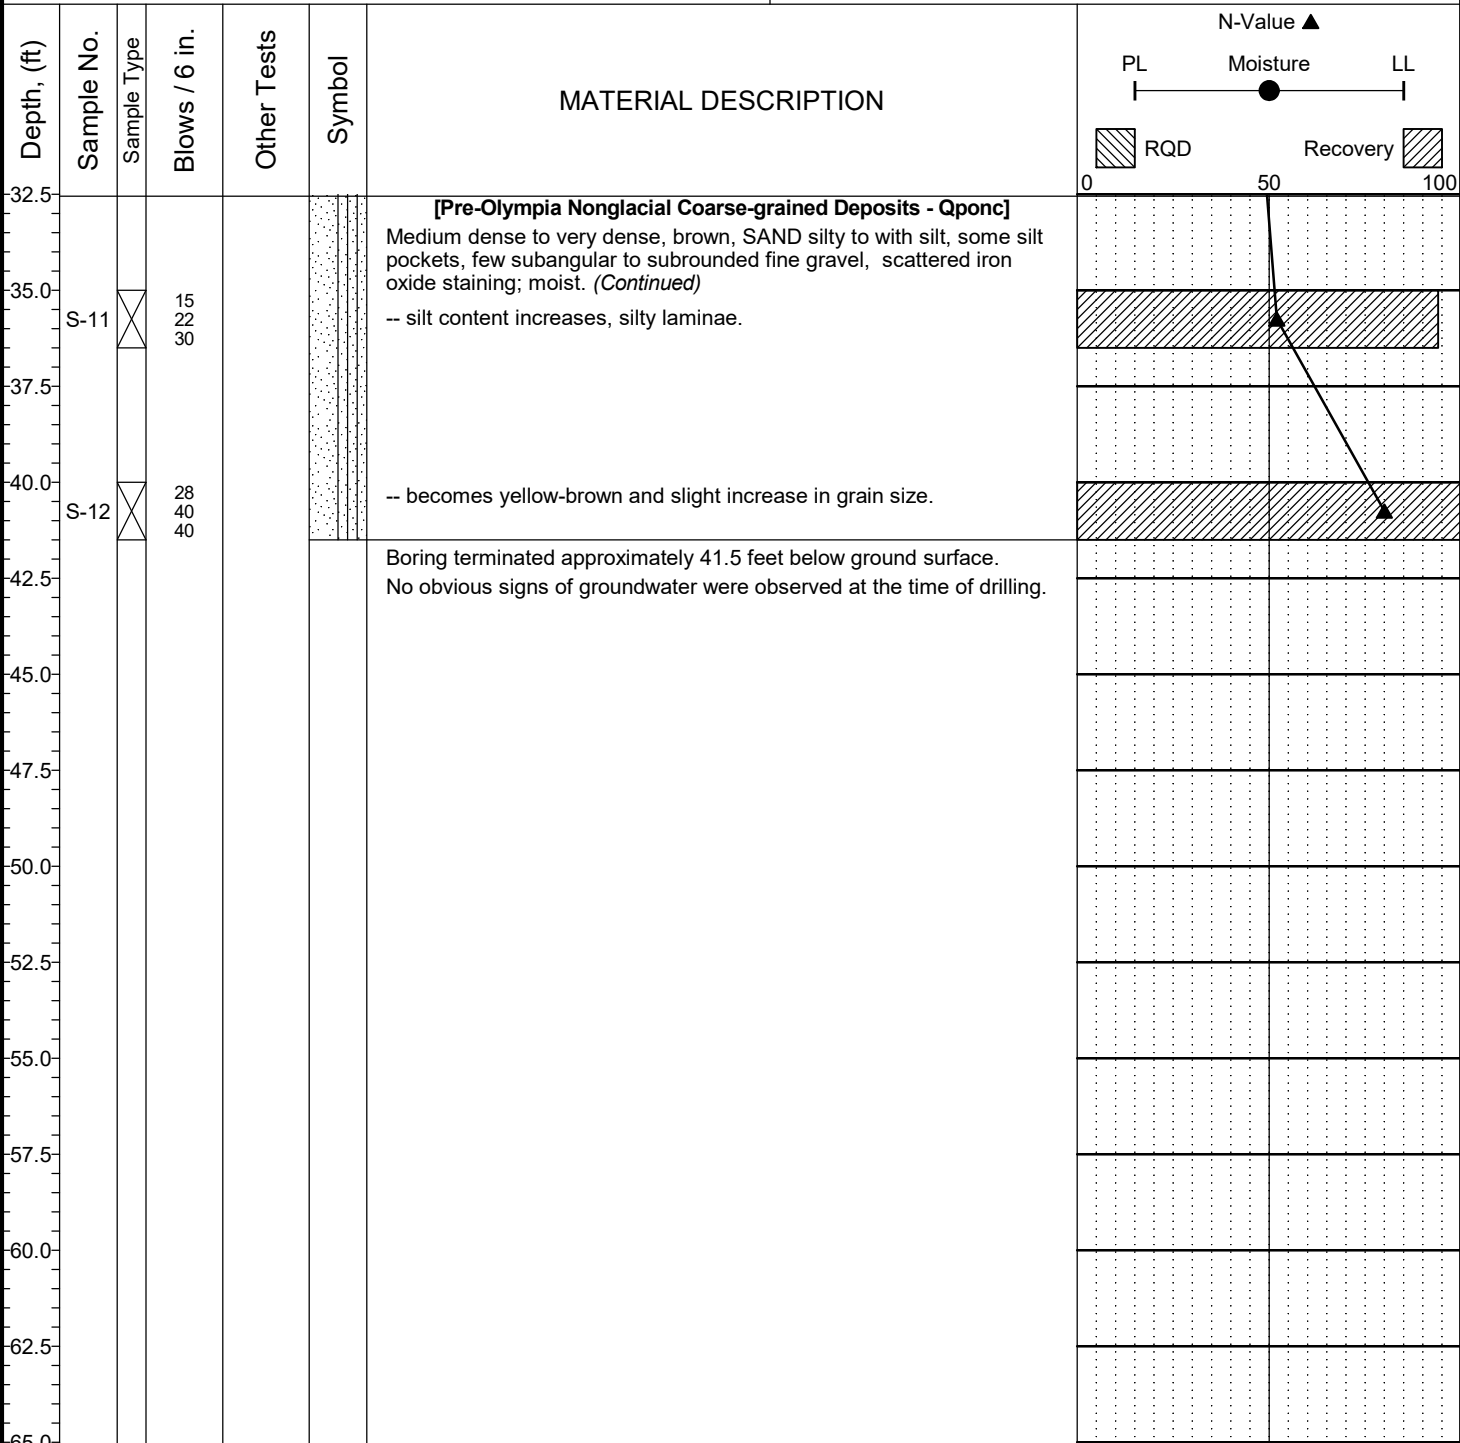 Depth, (ft)
Sample No.
Sample Type
Blows / 6 in.
Other Tests
Symbol
MATERIAL DESCRIPTION
N-Value
PL Moisture LL
RQD Recovery
0 50 100
32.5
[Pre-Olympia Nonglacial Coarse-grained Deposits - Qponc]
Medium dense to very dense, brown, SAND silty to with silt, some silt
pockets, few subangular to subrounded fine gravel, scattered iron
oxide staining; moist. (Continued)
35.0
S-11
15
22
30
-- silt content increases, silty laminae.
37.5
40.0
S-12
28
40
40
-- becomes yellow-brown and slight increase in grain size.
Boring terminated approximately 41.5 feet below ground surface.
42.5
No obvious signs of groundwater were observed at the time of drilling.
45.0
47.5
50.0
52.5
55.0
57.5
60.0
62.5
65.0